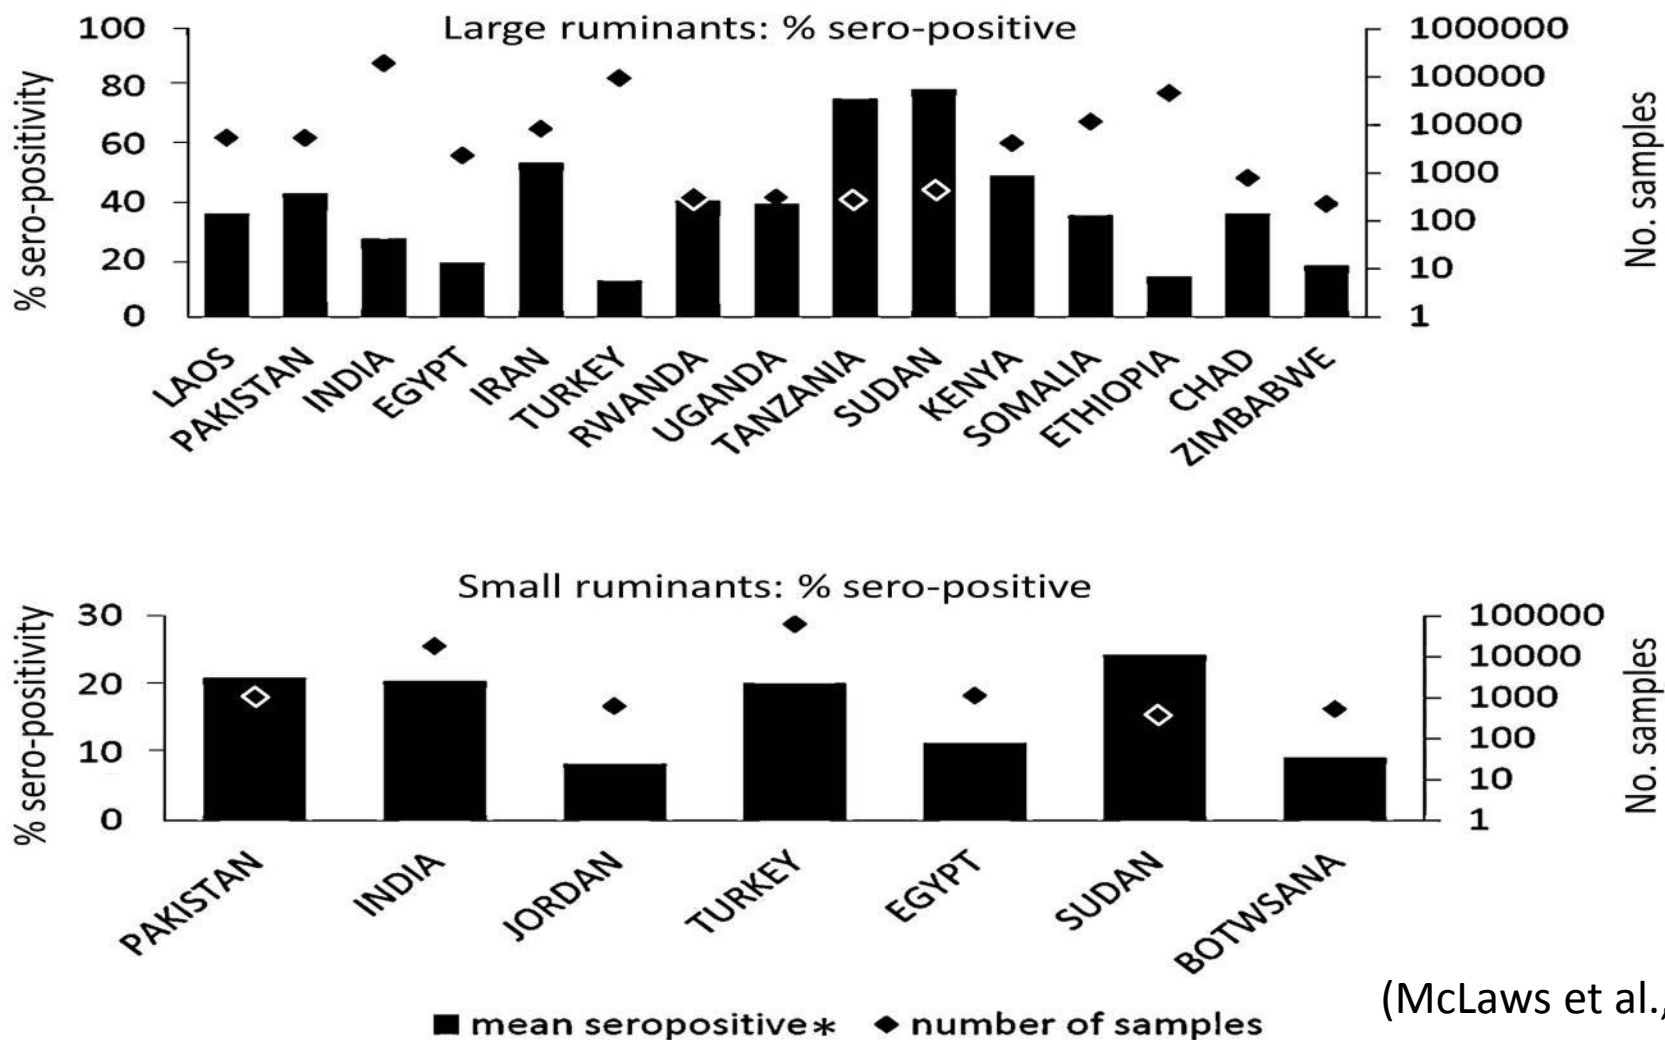 Large ruminants: % sero-positive
% sero-positivity
100
80
60
40
20
0
1000000
100000
10000
1000
100
10
1
No. samples
LAOS
PAKISTAN
INDIA
EGYPT
IRAN
TURKEY
RWANDA
UGANDA
TANZANIA
SUDAN
KENYA
SOMALIA
ETHIOPIA
CHAD
ZIMBABWE
Small ruminants: % sero-positive
% sero-positivity
30
20
10
0
100000
10000
1000
100
10
1
No. samples
PAKISTAN
INDIA
JORDAN
TURKEY
EGYPT
SUDAN
BOTWSANA
(McLaws et al.,
mean seropositive* number of samples